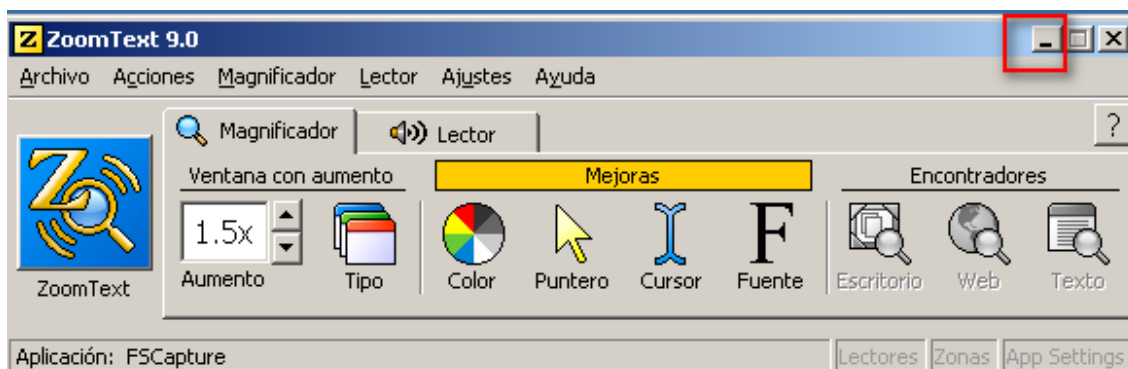 Z ZoomText 9.0
Archivo Acciones Magnificador Lector Ajustes Ayuda
Magnificador Lector ?
Ventana con aumento Mejoras Encontradores
1.5x F
Aumento Tipo Color Puntero Cursor Fuente Escritorio Web Texto
ZoomText
Aplicación: FSCapture Lectores Zonas App Settings